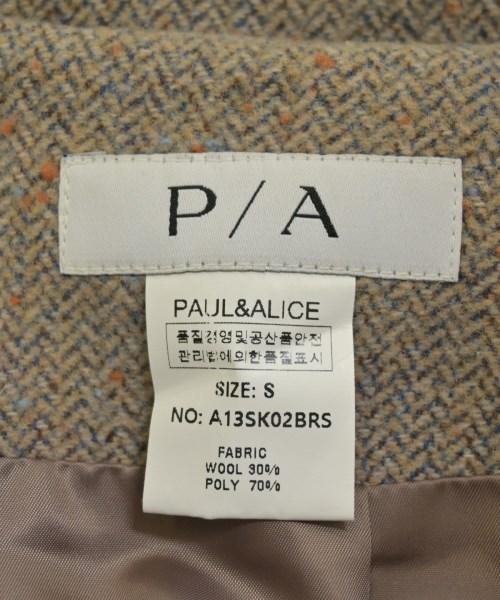 P/A
PAUL&ALICE
품질경영및공산품안전
관리법에의한품질표시
SIZE: S
NO: A13SK02BRS
FABRIC
WOOL 30%
POLY 70%